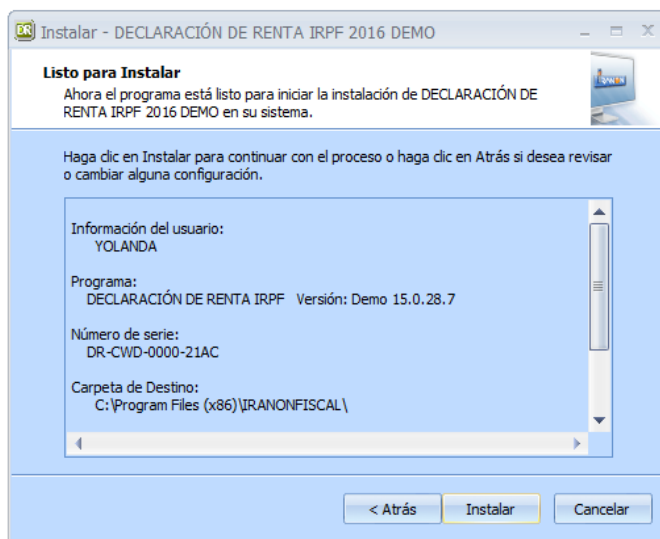 DR Instalar - DECLARACIÓN DE RENTA IRPF 2016 DEMO
Listo para Instalar
Ahora el programa está listo para iniciar la instalación de DECLARACIÓN DE
RENTA IRPF 2016 DEMO en su sistema.
Haga clic en Instalar para continuar con el proceso o haga clic en Atrás si desea revisar
o cambiar alguna configuración.
Información del usuario:
YOLANDA
Programa:
DECLARACIÓN DE RENTA IRPF Versión: Demo 15.0.28.7
Número de serie:
DR-CWD-0000-21AC
Carpeta de Destino:
C:\Program Files (x86)\IRANONFISCAL\
< Atrás Instalar Cancelar